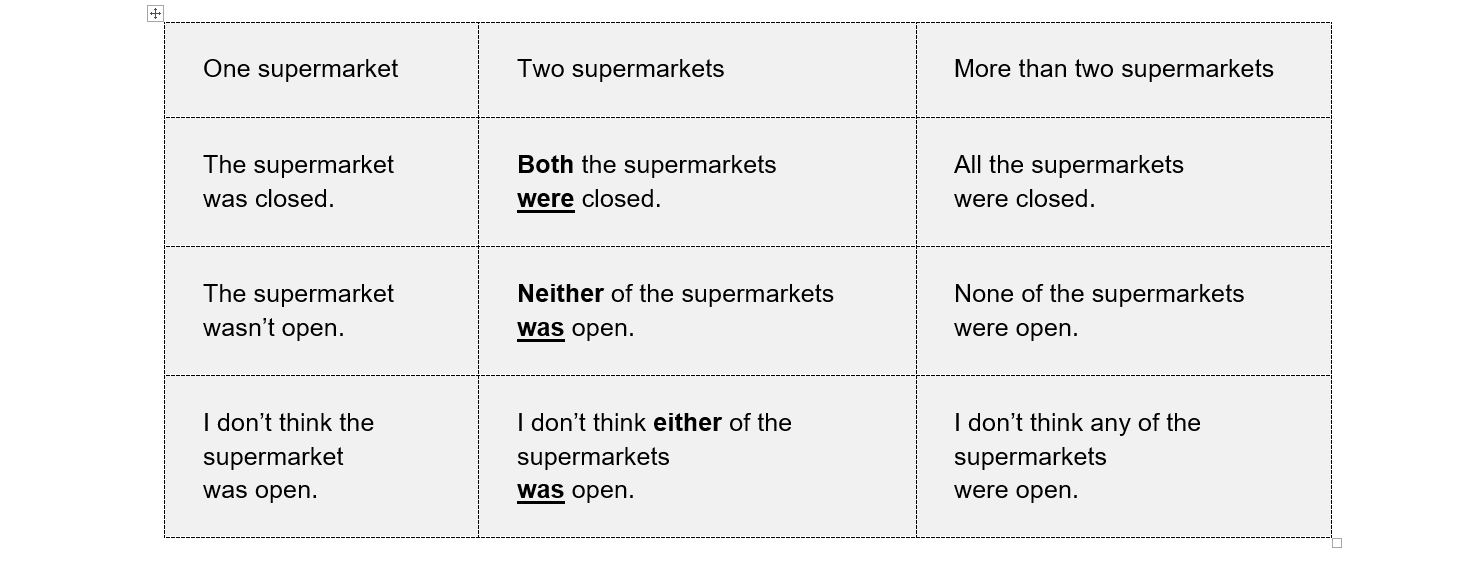 One supermarket
Two supermarkets
More than two supermarkets
The supermarket
was closed.
Both the supermarkets
were closed.
All the supermarkets
were closed.
The supermarket
wasn’t open.
Neither of the supermarkets
was open.
None of the supermarkets
were open.
I don’t think the
supermarket
was open.
I don’t think either of the
supermarkets
was open.
I don’t think any of the
supermarkets
were open.